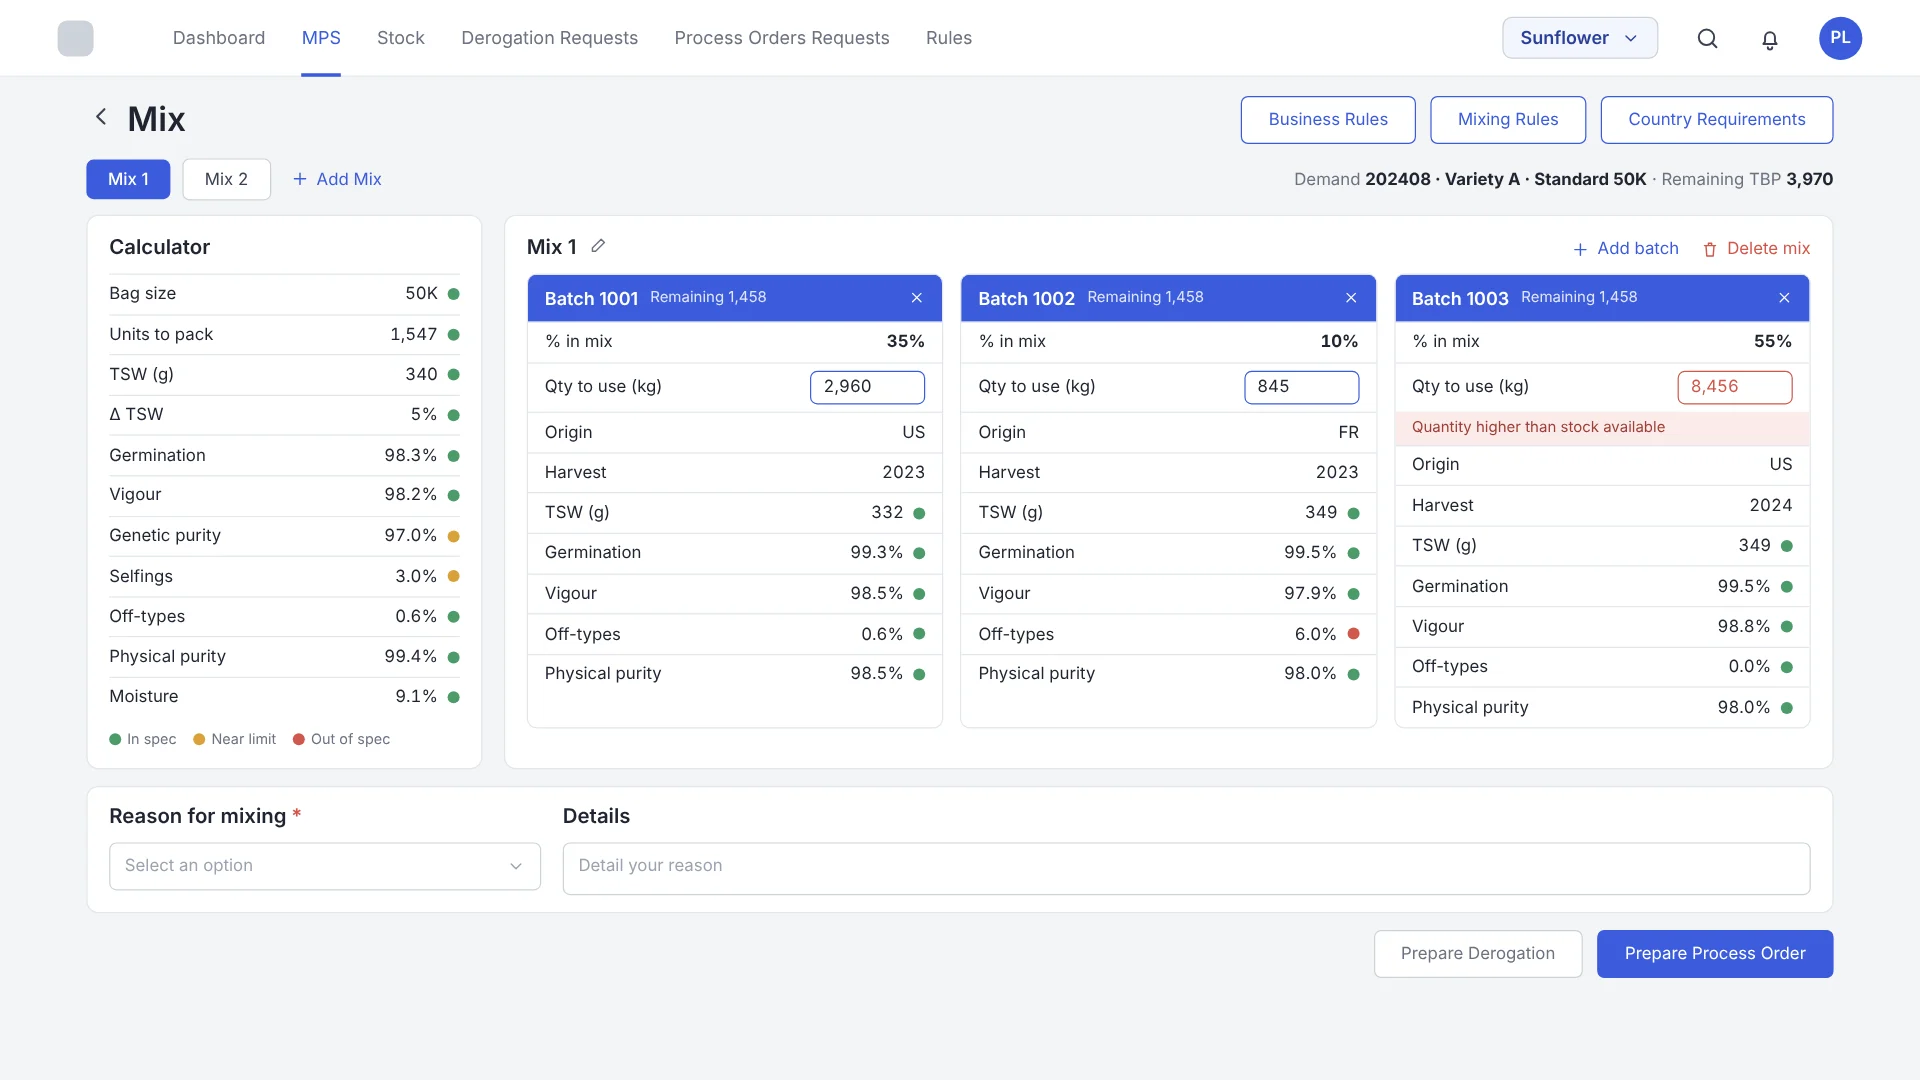 Dashboard MPS Stock Derogation Requests Process Orders Requests Rules Sunflower PL
Mix Business Rules Mixing Rules Country Requirements
Mix 1 Mix 2 + Add Mix Demand 202408 · Variety A · Standard 50K · Remaining TBP 3,970
Calculator
Bag size 50K
Units to pack 1,547
TSW (g) 340
Δ TSW 5%
Germination 98.3%
Vigour 98.2%
Genetic purity 97.0%
Selfings 3.0%
Off-types 0.6%
Physical purity 99.4%
Moisture 9.1%
In spec Near limit Out of spec
Mix 1 + Add batch Delete mix
Batch 1001 Remaining 1,458
% in mix 35%
Qty to use (kg) 2,960
Origin US
Harvest 2023
TSW (g) 332
Germination 99.3%
Vigour 98.5%
Off-types 0.6%
Physical purity 98.5%
Batch 1002 Remaining 1,458
% in mix 10%
Qty to use (kg) 845
Origin FR
Harvest 2023
TSW (g) 349
Germination 99.5%
Vigour 97.9%
Off-types 6.0%
Physical purity 98.0%
Batch 1003 Remaining 1,458
% in mix 55%
Qty to use (kg) 8,456
Quantity higher than stock available
Origin US
Harvest 2024
TSW (g) 349
Germination 99.5%
Vigour 98.8%
Off-types 0.0%
Physical purity 98.0%
Reason for mixing *
Select an option
Details
Detail your reason
Prepare Derogation Prepare Process Order